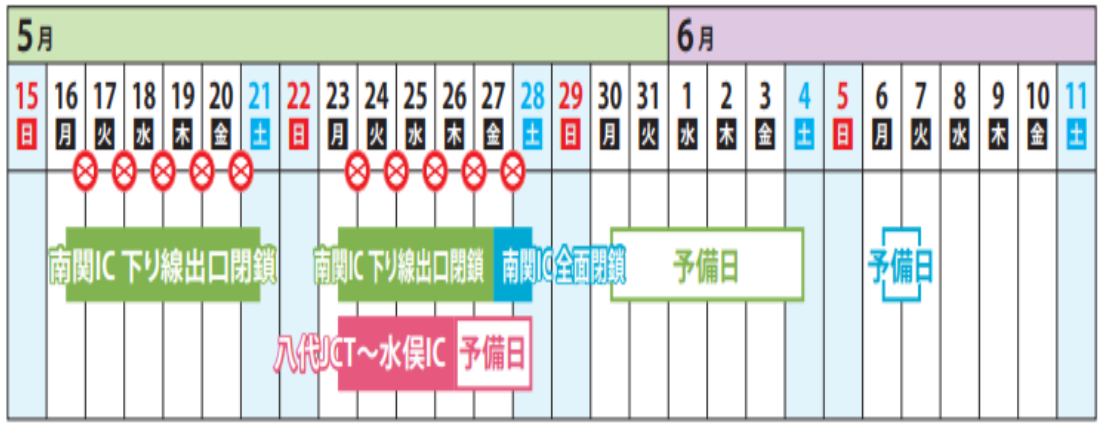 5月 6月
15 16 17 18 19 20 21 22 23 24 25 26 27 28 29 30 31 1 2 3 4 5 6 7 8 9 10 11
日 月 火 水 木 金 土 日 月 火 水 木 金 土 日 月 火 水 木 金 土 日 月 火 水 木 金 土
南関IC 下り線出口閉鎖 南関IC 下り線出口閉鎖 南関IC全面閉鎖 予備日 予備日
八代JCT～水俣IC 予備日